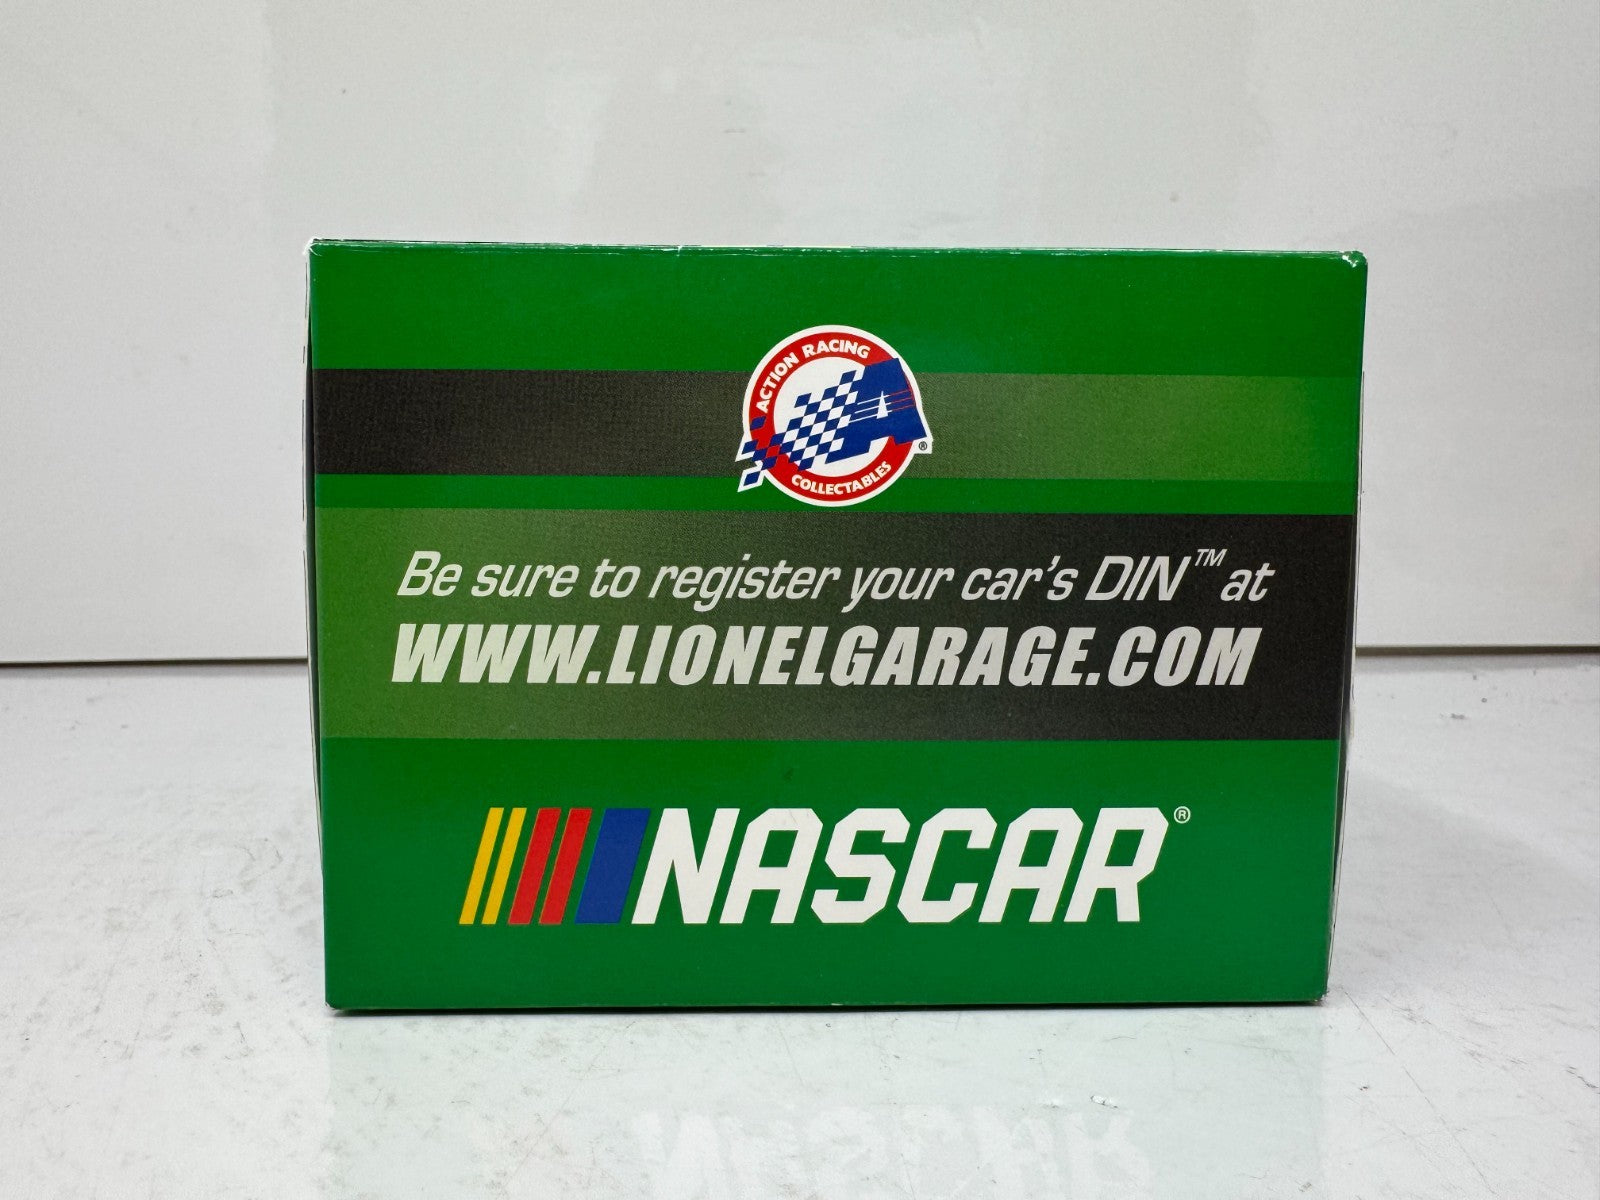 ACTION RACING
COLLECTABLES
®
Be sure to register your car's DIN™ at
WWW.LIONELGARAGE.COM
NASCAR®